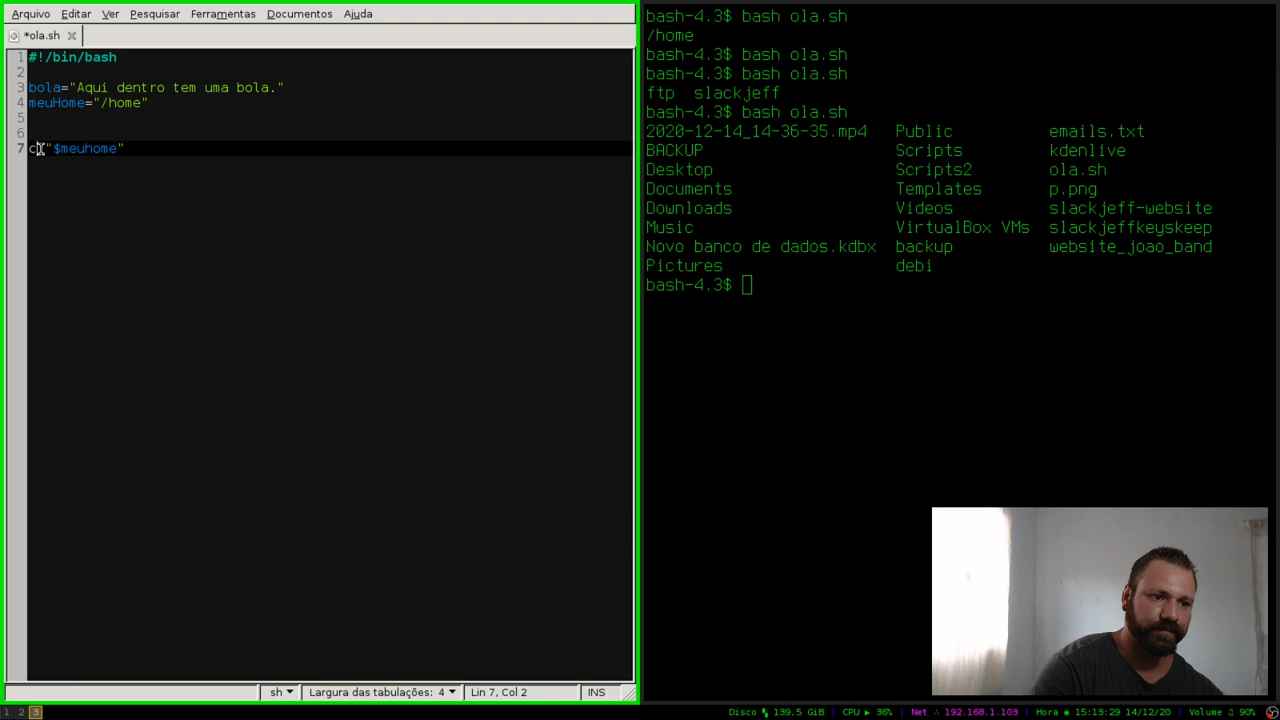 Arquivo Editar Ver Pesquisar Ferramentas Documentos Ajuda
*ola.sh
1 #!/bin/bash
2
3 bola="Aqui dentro tem uma bola."
4 meuHome="/home"
5
6
7 c "$meuhome"
sh Largura das tabulações: 4 Lin 7, Col 2 INS
bash-4.3$ bash ola.sh
/home
bash-4.3$ bash ola.sh
bash-4.3$ bash ola.sh
ftp slackjeff
bash-4.3$ bash ola.sh
2020-12-14_14-36-35.mp4 Public emails.txt
BACKUP Scripts kdenlive
Desktop Scripts2 ola.sh
Documents Templates p.png
Downloads Videos slackjeff-website
Music VirtualBox VMs slackjeffkeyskeep
Novo banco de dados.kdbx backup website_joao_band
Pictures debi
bash-4.3$
1 2 3
Disco 139,5 GiB | CPU 36% | Net 192.168.1.103 | Hora 15:13:29 14/12/20 | Volume 90%